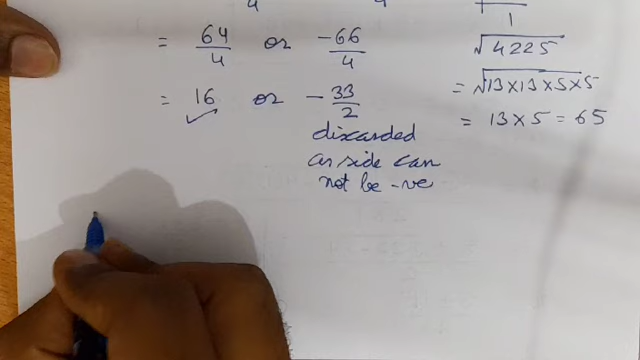 = 64/4 or -66/4
= 16 or - 33/2
discarded
as side can
not be -ve
1
√4225
= √13×13×5×5
= 13×5 = 65